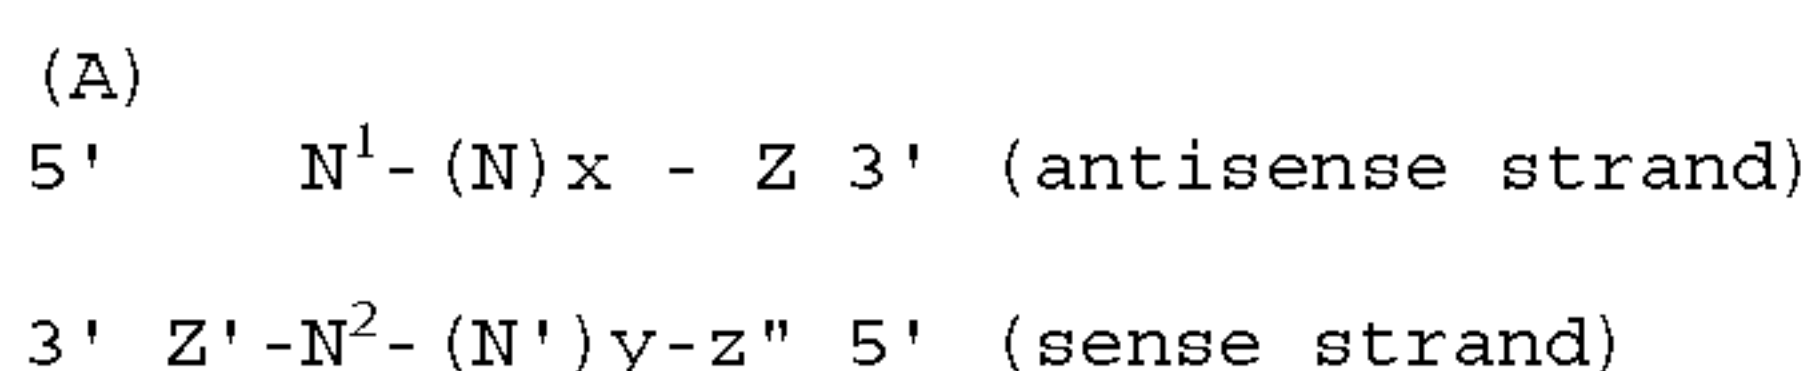 (A)
5' N¹-(N)x - Z 3' (antisense strand)
3' Z'-N²-(N')y-z" 5' (sense strand)